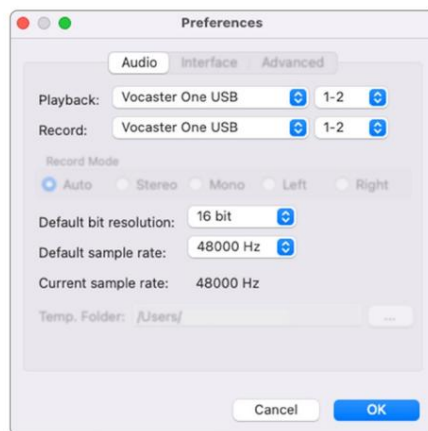 Preferences
Audio Interface Advanced
Playback: Vocaster One USB 1-2
Record: Vocaster One USB 1-2
Record Mode
Auto Stereo Mono Left Right
Default bit resolution: 16 bit
Default sample rate: 48000 Hz
Current sample rate: 48000 Hz
Temp. Folder: /Users/ ...
Cancel OK